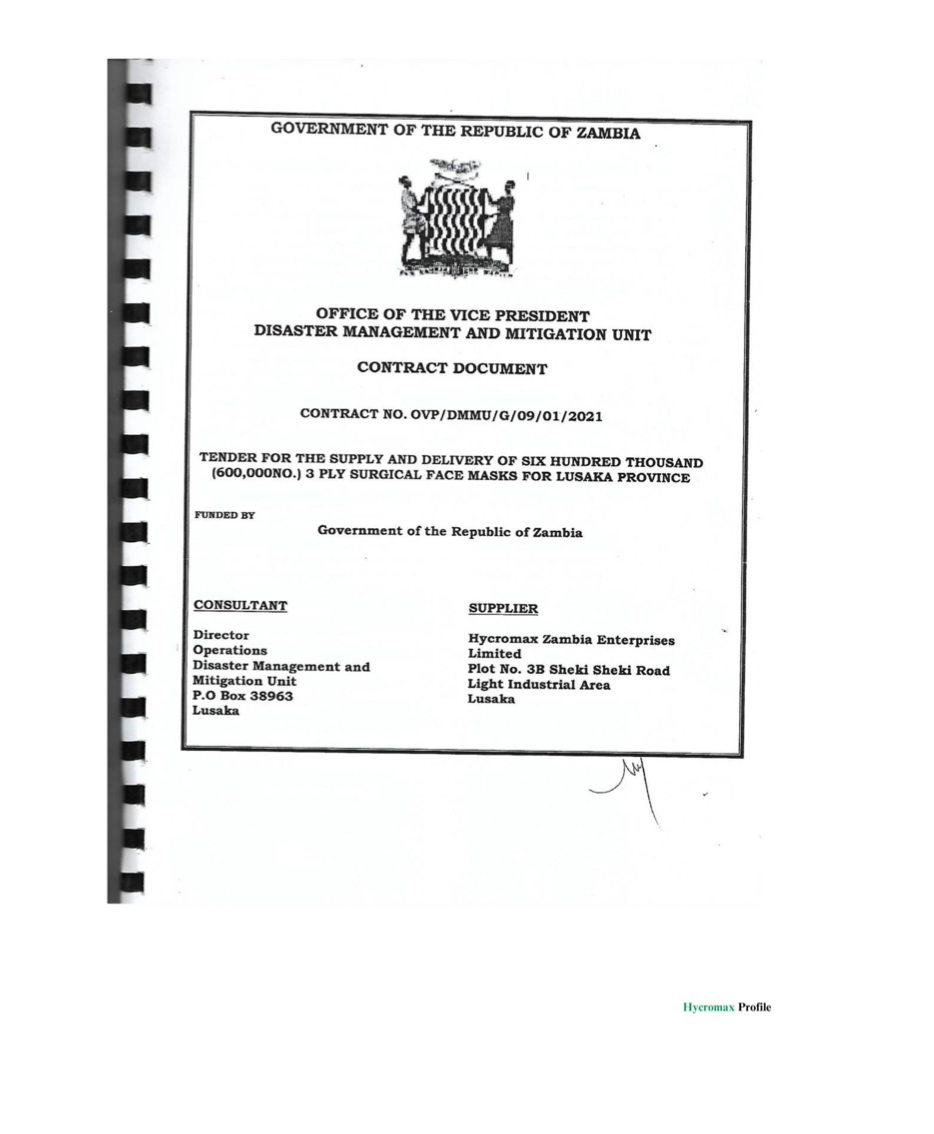 GOVERNMENT OF THE REPUBLIC OF ZAMBIA
OFFICE OF THE VICE PRESIDENT
DISASTER MANAGEMENT AND MITIGATION UNIT
CONTRACT DOCUMENT
CONTRACT NO. OVP/DMMU/G/09/01/2021
TENDER FOR THE SUPPLY AND DELIVERY OF SIX HUNDRED THOUSAND
(600,000NO.) 3 PLY SURGICAL FACE MASKS FOR LUSAKA PROVINCE
FUNDED BY
Government of the Republic of Zambia
CONSULTANT
Director
Operations
Disaster Management and
Mitigation Unit
P.O Box 38963
Lusaka
SUPPLIER
Hycromax Zambia Enterprises
Limited
Plot No. 3B Sheki Sheki Road
Light Industrial Area
Lusaka
Hycromax Profile